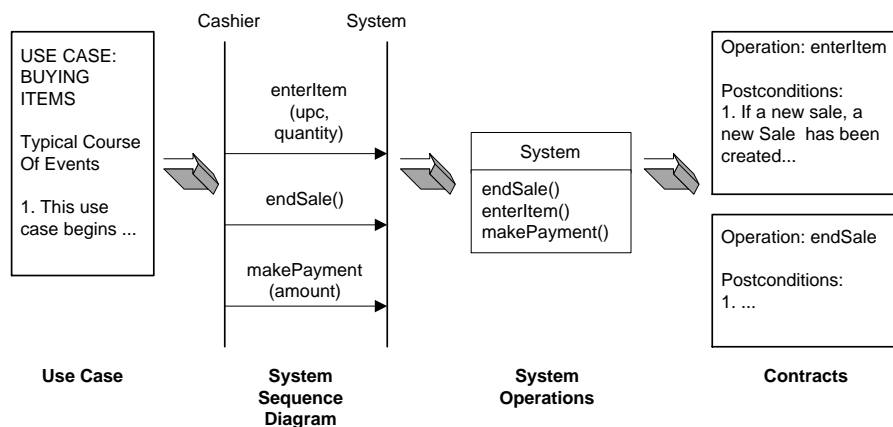 Cashier
System
USE CASE:
BUYING
ITEMS
Typical Course
Of Events
1. This use
case begins ...
enterItem
(upc,
quantity)
endSale()
makePayment
(amount)
System
endSale()
enterItem()
makePayment()
Operation: enterItem
Postconditions:
1. If a new sale, a
new Sale has been
created...
Operation: endSale
Postconditions:
1. ...
Use Case
System
Sequence
Diagram
System
Operations
Contracts